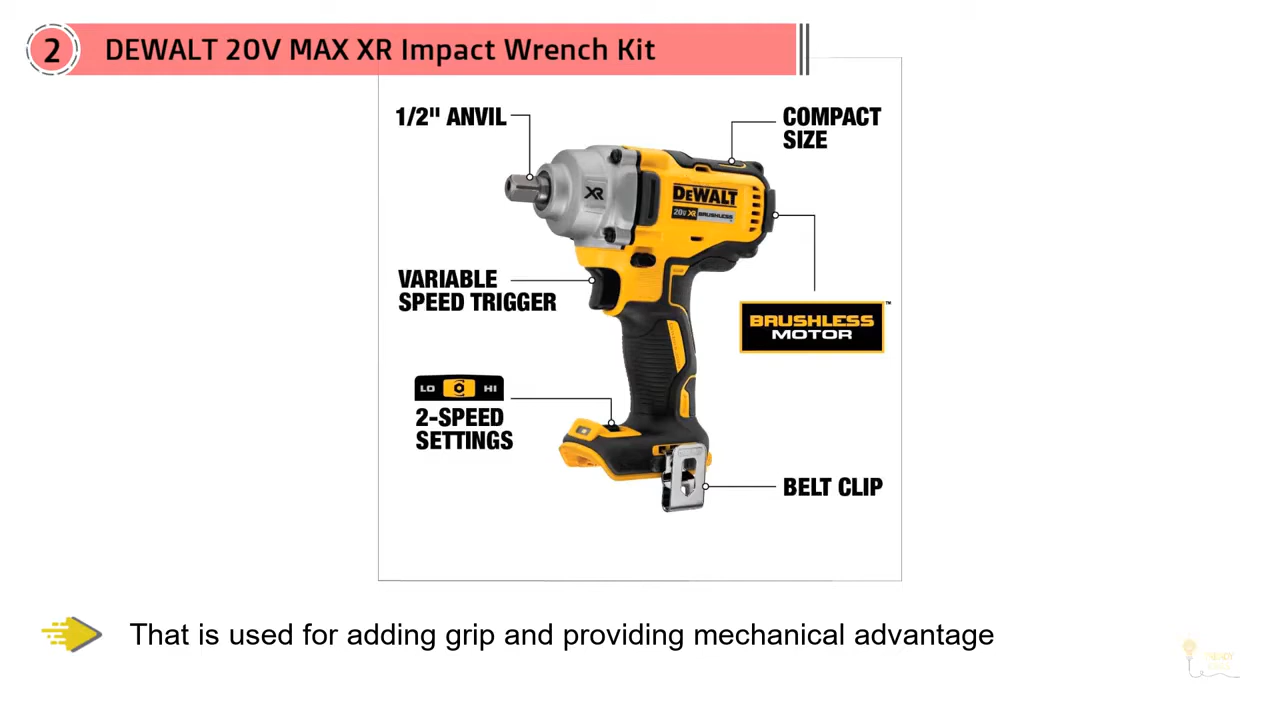 2
DEWALT 20V MAX XR Impact Wrench Kit
1/2" ANVIL
COMPACT
SIZE
XR
DEWALT
20V XR BRUSHLESS
VARIABLE
SPEED TRIGGER
BRUSHLESS™
MOTOR
LO HI
2-SPEED
SETTINGS
BELT CLIP
That is used for adding grip and providing mechanical advantage